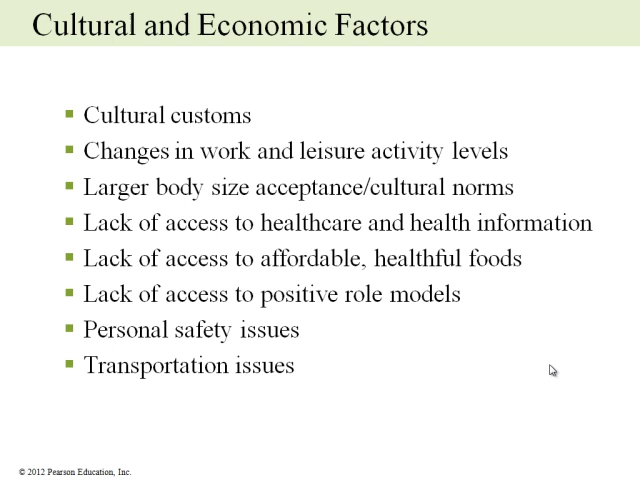 Cultural and Economic Factors
Cultural customs
Changes in work and leisure activity levels
Larger body size acceptance/cultural norms
Lack of access to healthcare and health information
Lack of access to affordable, healthful foods
Lack of access to positive role models
Personal safety issues
Transportation issues
© 2012 Pearson Education, Inc.